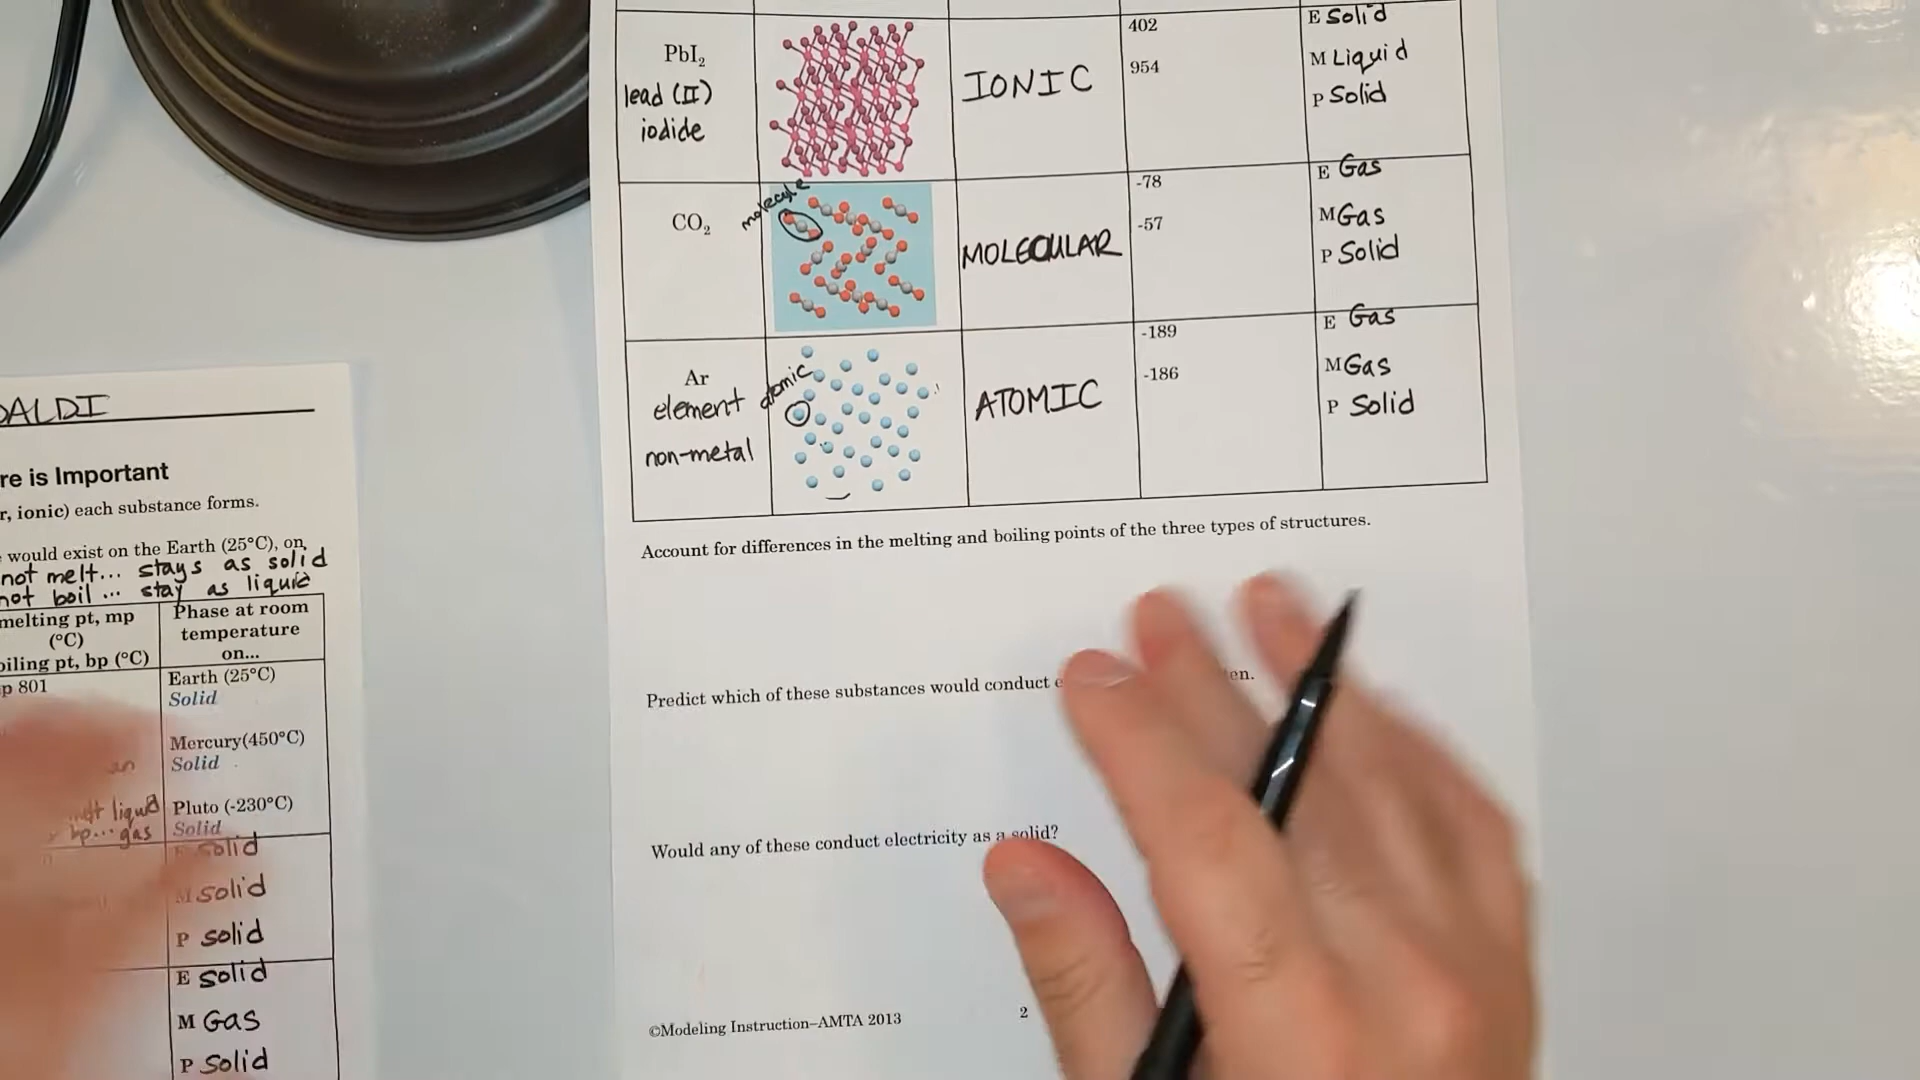 PbI₂
lead (II)
iodide
IONIC
402
954
E Solid
M Liquid
P Solid
CO₂
molecule
MOLECULAR
-78
-57
E Gas
M Gas
P Solid
Ar
element
non-metal
atomic
ATOMIC
-189
-186
E Gas
M Gas
P Solid
Account for differences in the melting and boiling points of the three types of structures.
Predict which of these substances would conduct
Would any of these conduct electricity as a solid?
©Modeling Instruction–AMTA 2013
2
DALDI
re is Important
r, ionic) each substance forms.
would exist on the Earth (25°C), on
not melt... stays as solid
not boil ... stay as liquid
melting pt, mp
(°C)
oiling pt, bp (°C)
Phase at room
temperature
on...
p 801
Earth (25°C)
Solid
Mercury(450°C)
Solid
liquid
bp... gas
Pluto (-230°C)
Solid
solid
M solid
P solid
E solid
M Gas
P Solid